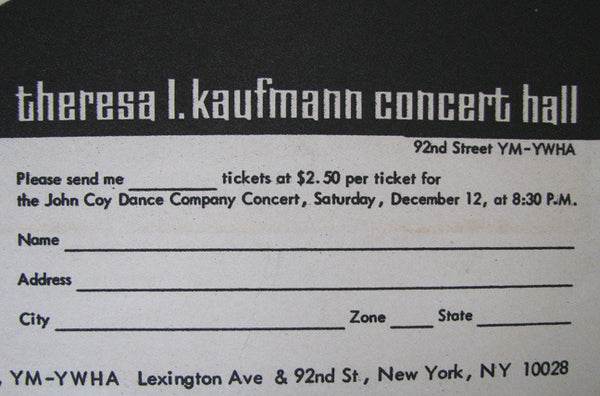 theresa l. kaufmann concert hall
92nd Street YM-YWHA
Please send me ________ tickets at $2.50 per ticket for
the John Coy Dance Company Concert, Saturday, December 12, at 8:30 P.M.
Name
Address
City Zone State
, YM-YWHA Lexington Ave & 92nd St, New York, NY 10028